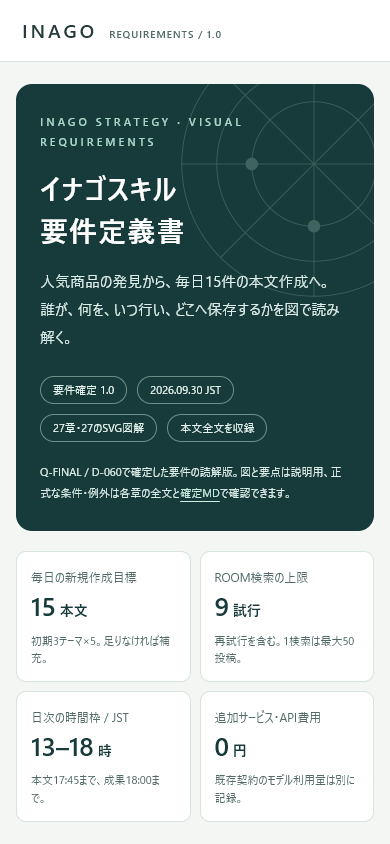 INAGO REQUIREMENTS / 1.0
INAGO STRATEGY · VISUAL
REQUIREMENTS
イナゴスキル
要件定義書
人気商品の発見から、毎日15件の本文作成へ。
誰が、何を、いつ行い、どこへ保存するかを図で読み
解く。
要件確定 1.0
2026.09.30 JST
27章・27のSVG図解
本文全文を収録
Q-FINAL / D-060で確定した要件の読解版。図と要点は説明用、正
式な条件・例外は各章の全文と確定MDで確認できます。
毎日の新規作成目標
15 本文
初期3テーマ×5。足りなければ補
充。
ROOM検索の上限
9 試行
再試行を含む。1検索は最大50
投稿。
日次の時間枠 / JST
13–18 時
本文17:45まで、成果18:00ま
で。
追加サービス・API費用
0 円
既存契約のモデル利用量は別に
記録。